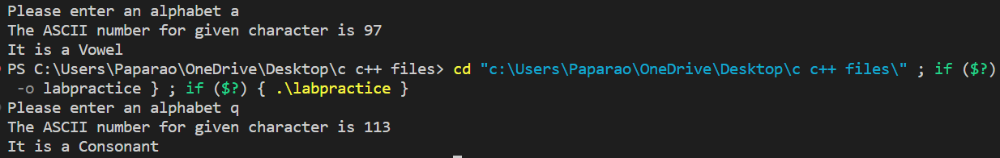 Please enter an alphabet a
The ASCII number for given character is 97
It is a Vowel
PS C:\Users\Paparao\OneDrive\Desktop\c c++ files> cd "c:\Users\Paparao\OneDrive\Desktop\c c++ files\" ; if ($?)
-o labpractice } ; if ($?) { .\labpractice }
Please enter an alphabet q
The ASCII number for given character is 113
It is a Consonant